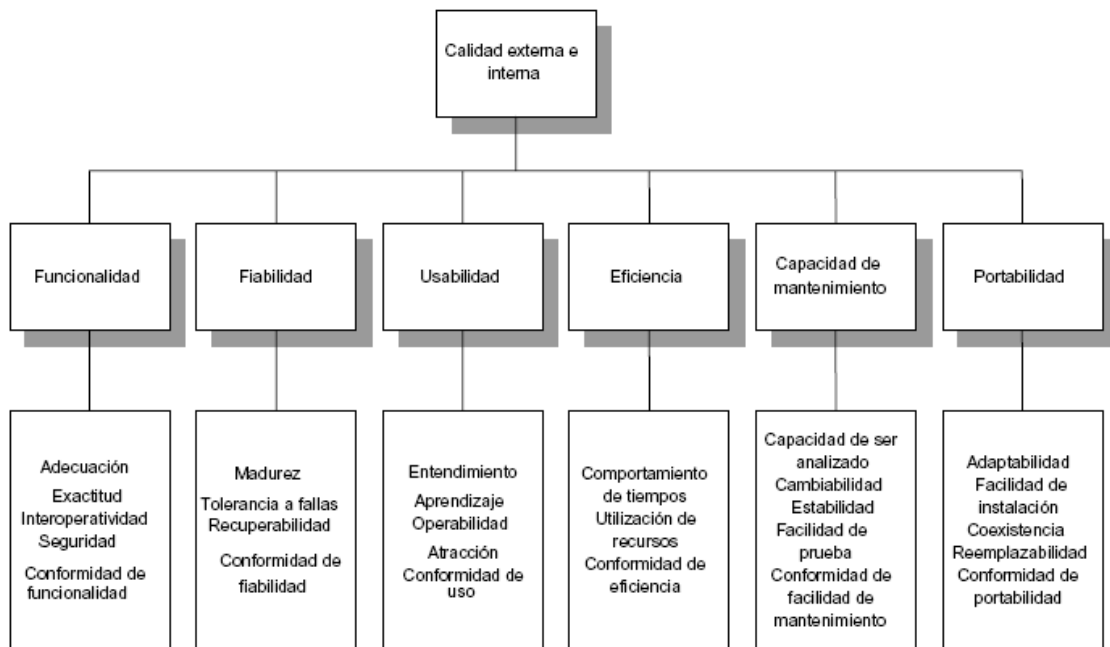 Calidad externa e
interna
Funcionalidad
Fiabilidad
Usabilidad
Eficiencia
Capacidad de
mantenimiento
Portabilidad
Adecuación
Exactitud
Interoperatividad
Seguridad
Conformidad de
funcionalidad
Madurez
Tolerancia a fallas
Recuperabilidad
Conformidad de
fiabilidad
Entendimiento
Aprendizaje
Operabilidad
Atracción
Conformidad de
uso
Comportamiento
de tiempos
Utilización de
recursos
Conformidad de
eficiencia
Capacidad de ser
analizado
Cambiabilidad
Estabilidad
Facilidad de
prueba
Conformidad de
facilidad de
mantenimiento
Adaptabilidad
Facilidad de
instalación
Coexistencia
Reemplazabilidad
Conformidad de
portabilidad